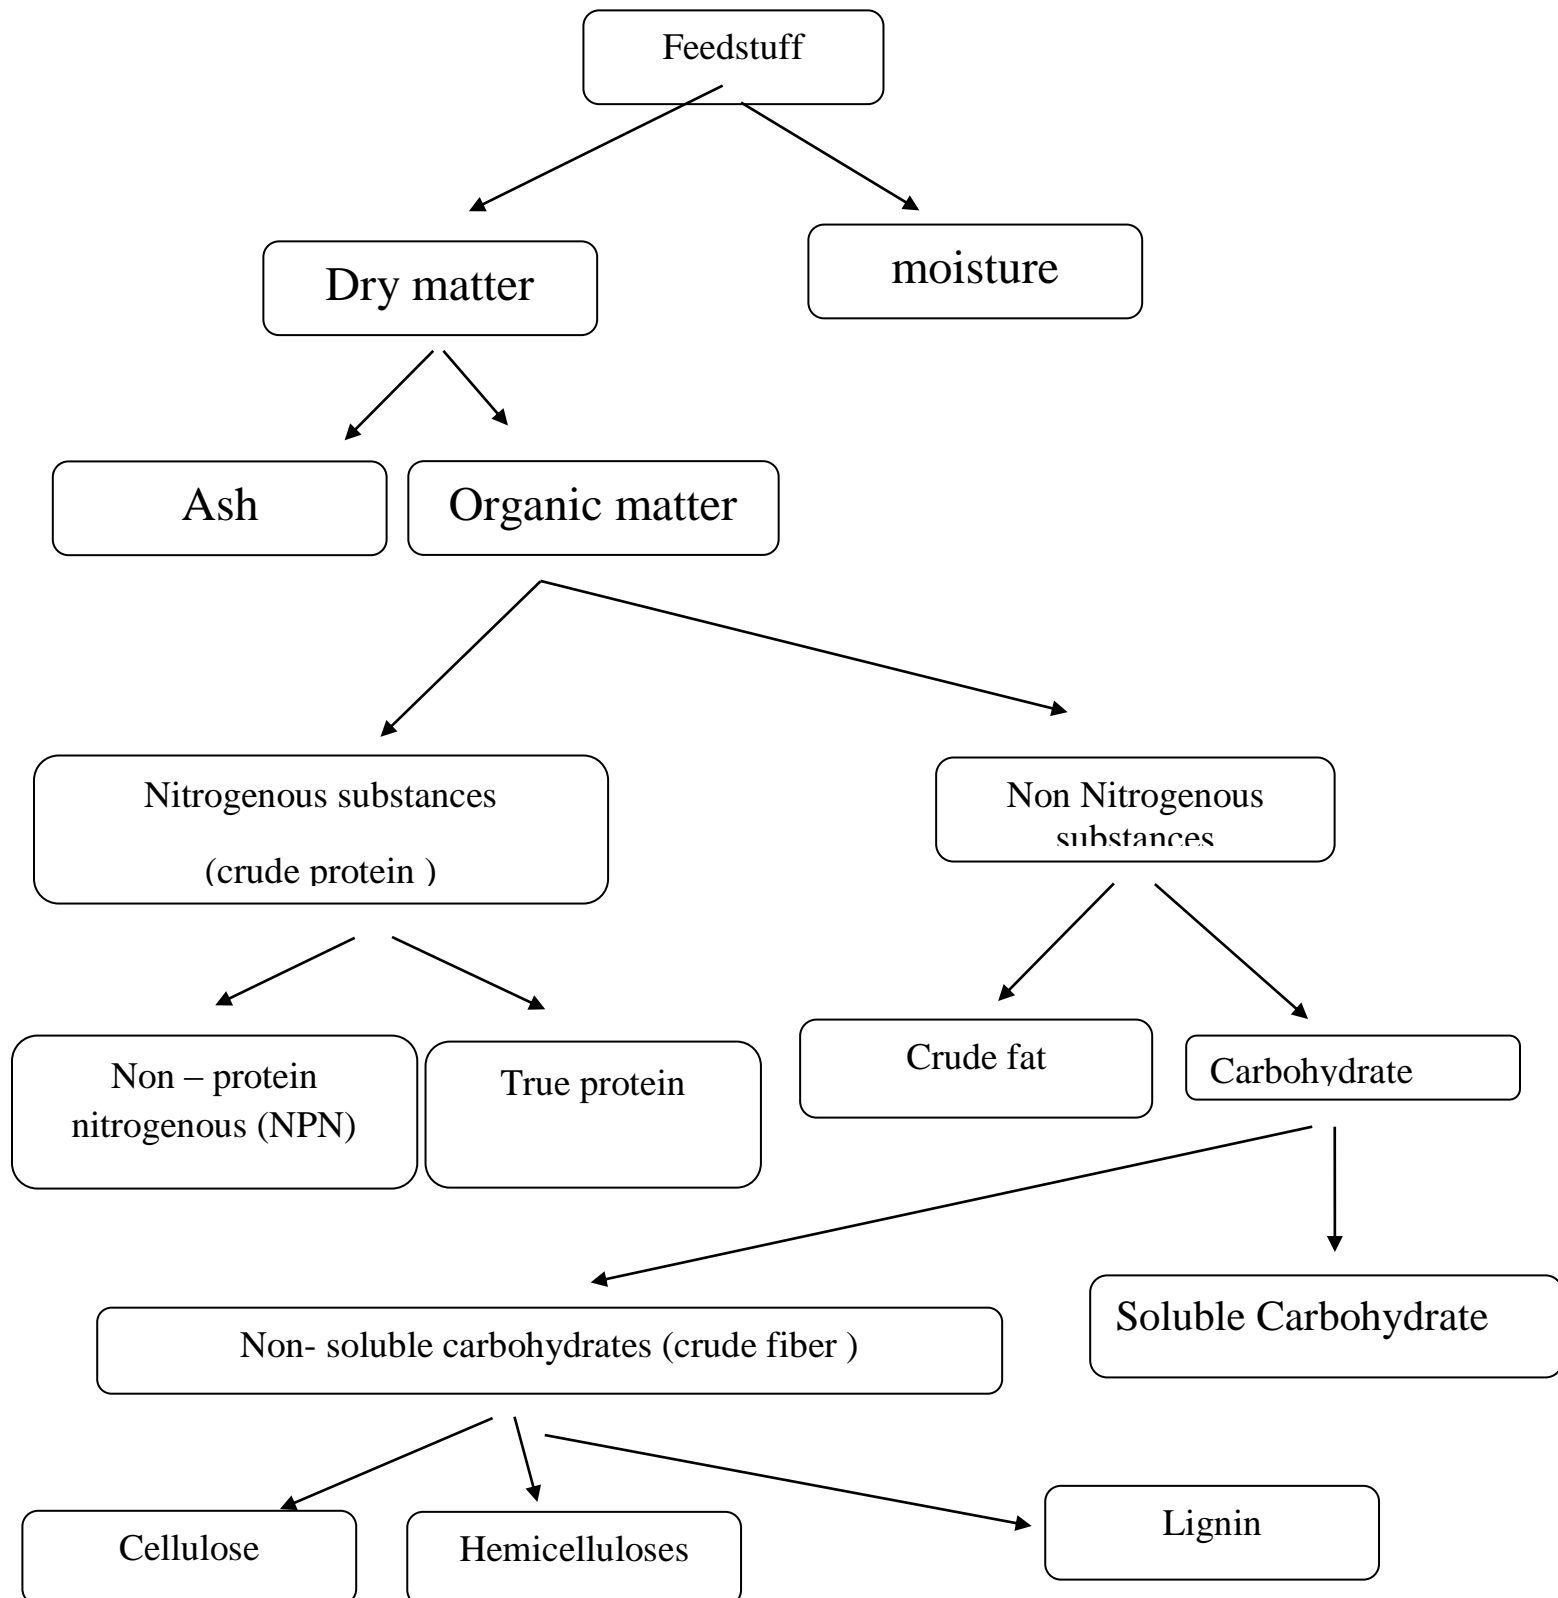 Feedstuff
Dry matter
moisture
Ash
Organic matter
Nitrogenous substances
(crude protein )
Non Nitrogenous
substances
Non – protein
nitrogenous (NPN)
True protein
Crude fat
Carbohydrate
Non- soluble carbohydrates (crude fiber )
Soluble Carbohydrate
Cellulose
Hemicelluloses
Lignin